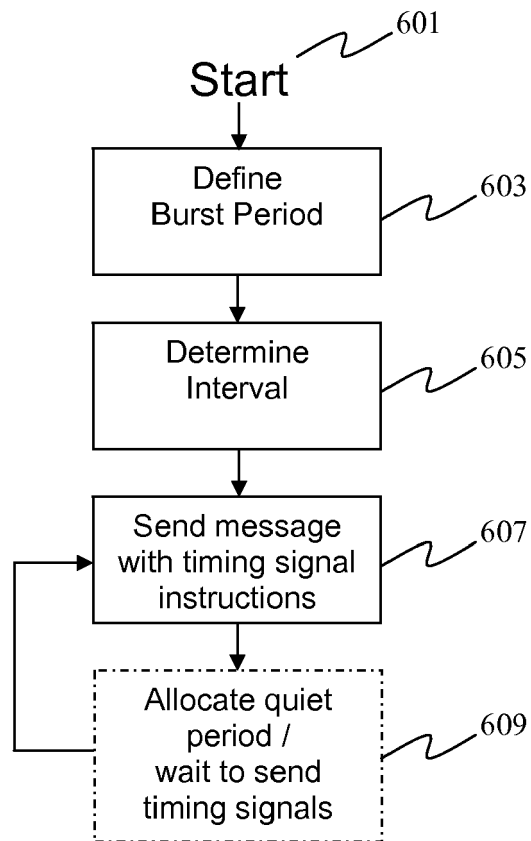 601
Start
Define
Burst Period
603
Determine
Interval
605
Send message
with timing signal
instructions
607
Allocate quiet
period /
wait to send
timing signals
609